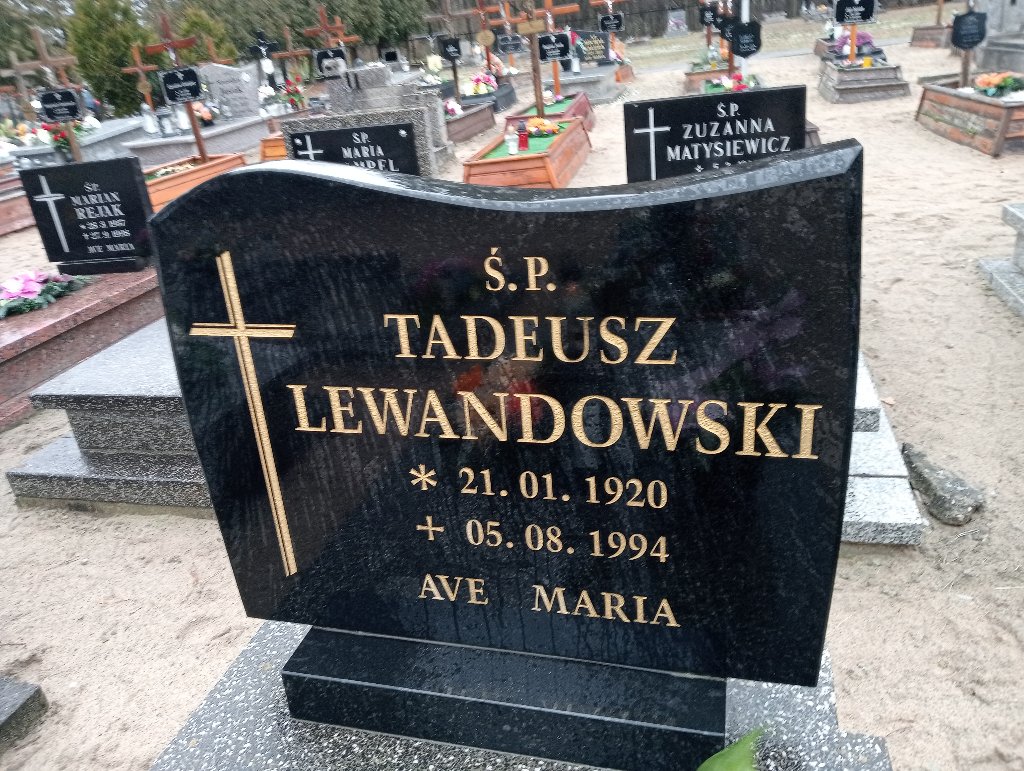 Ś.P.
TADEUSZ
LEWANDOWSKI
* 21.01.1920
+ 05.08.1994
AVE MARIA
Ś.P.
MARIAN
REJAK
AVE MARIA
Ś.P.
MARIA
Ś.P.
ZUZANNA
MATYSIEWICZ